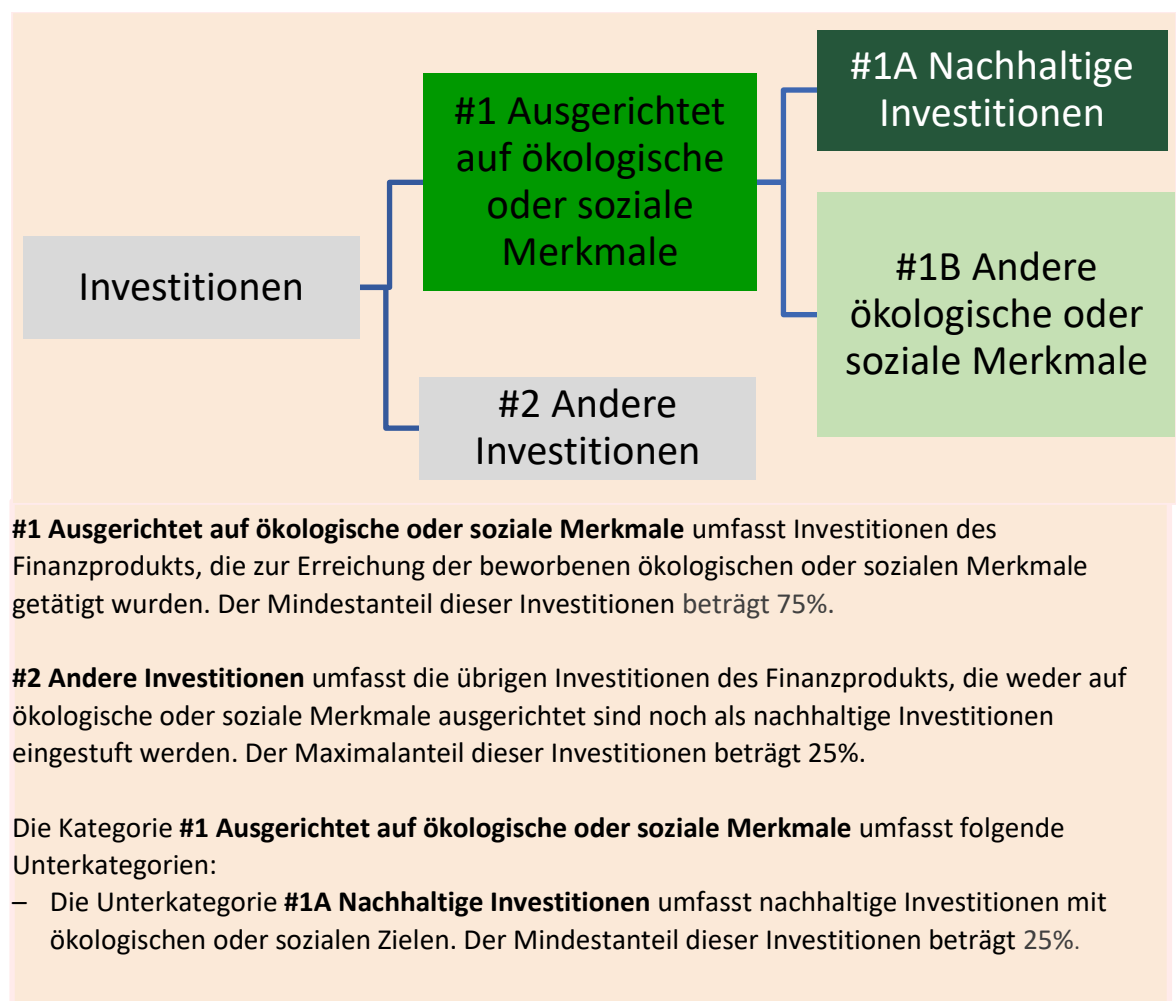 #1A Nachhaltige
Investitionen
#1 Ausgerichtet
auf ökologische
oder soziale
Merkmale
#1B Andere
ökologische oder
soziale Merkmale
Investitionen
#2 Andere
Investitionen
#1 Ausgerichtet auf ökologische oder soziale Merkmale umfasst Investitionen des
Finanzprodukts, die zur Erreichung der beworbenen ökologischen oder sozialen Merkmale
getätigt wurden. Der Mindestanteil dieser Investitionen beträgt 75%.
#2 Andere Investitionen umfasst die übrigen Investitionen des Finanzprodukts, die weder auf
ökologische oder soziale Merkmale ausgerichtet sind noch als nachhaltige Investitionen
eingestuft werden. Der Maximalanteil dieser Investitionen beträgt 25%.
Die Kategorie #1 Ausgerichtet auf ökologische oder soziale Merkmale umfasst folgende
Unterkategorien:
– Die Unterkategorie #1A Nachhaltige Investitionen umfasst nachhaltige Investitionen mit
ökologischen oder sozialen Zielen. Der Mindestanteil dieser Investitionen beträgt 25%.